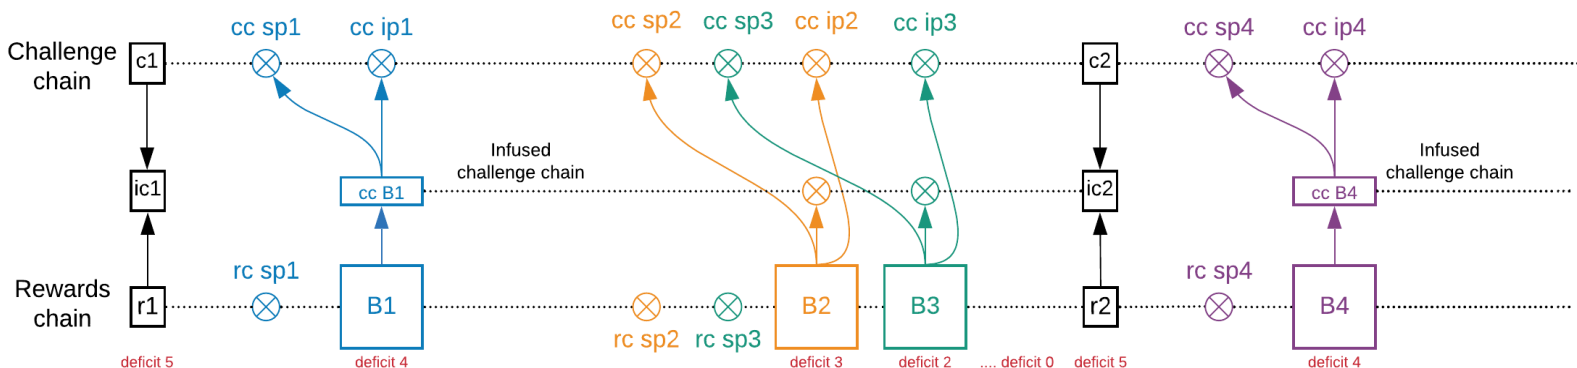 cc sp1
cc ip1
cc sp2
cc sp3
cc ip2
cc ip3
cc sp4
cc ip4
Challenge
chain
c1
c2
Infused
challenge chain
Infused
challenge chain
ic1
cc B1
ic2
cc B4
rc sp1
rc sp4
Rewards
chain
r1
B1
B2
B3
r2
B4
rc sp2
rc sp3
deficit 5
deficit 4
deficit 3
deficit 2
.... deficit 0
deficit 5
deficit 4